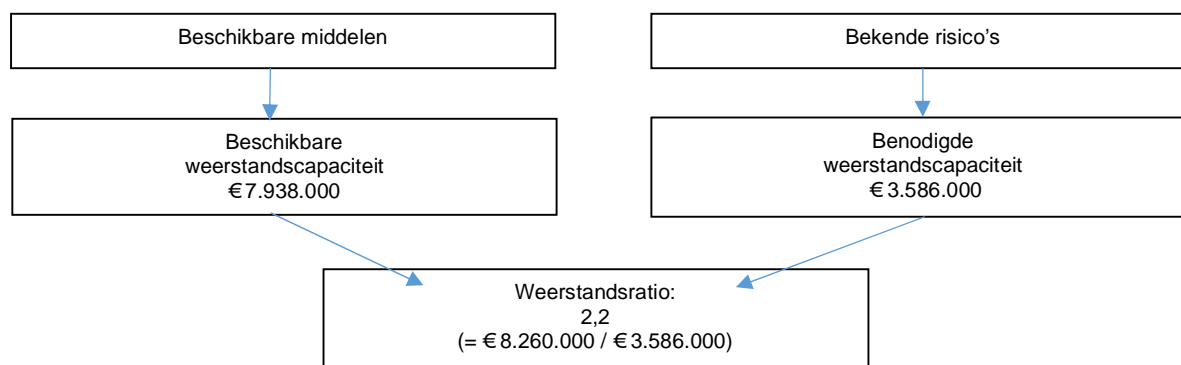 Beschikbare middelen
Bekende risico's
Beschikbare
weerstandscapaciteit
€ 7.938.000
Benodigde
weerstandscapaciteit
€ 3.586.000
Weerstandsratio:
2,2
(= € 8.260.000 / € 3.586.000)